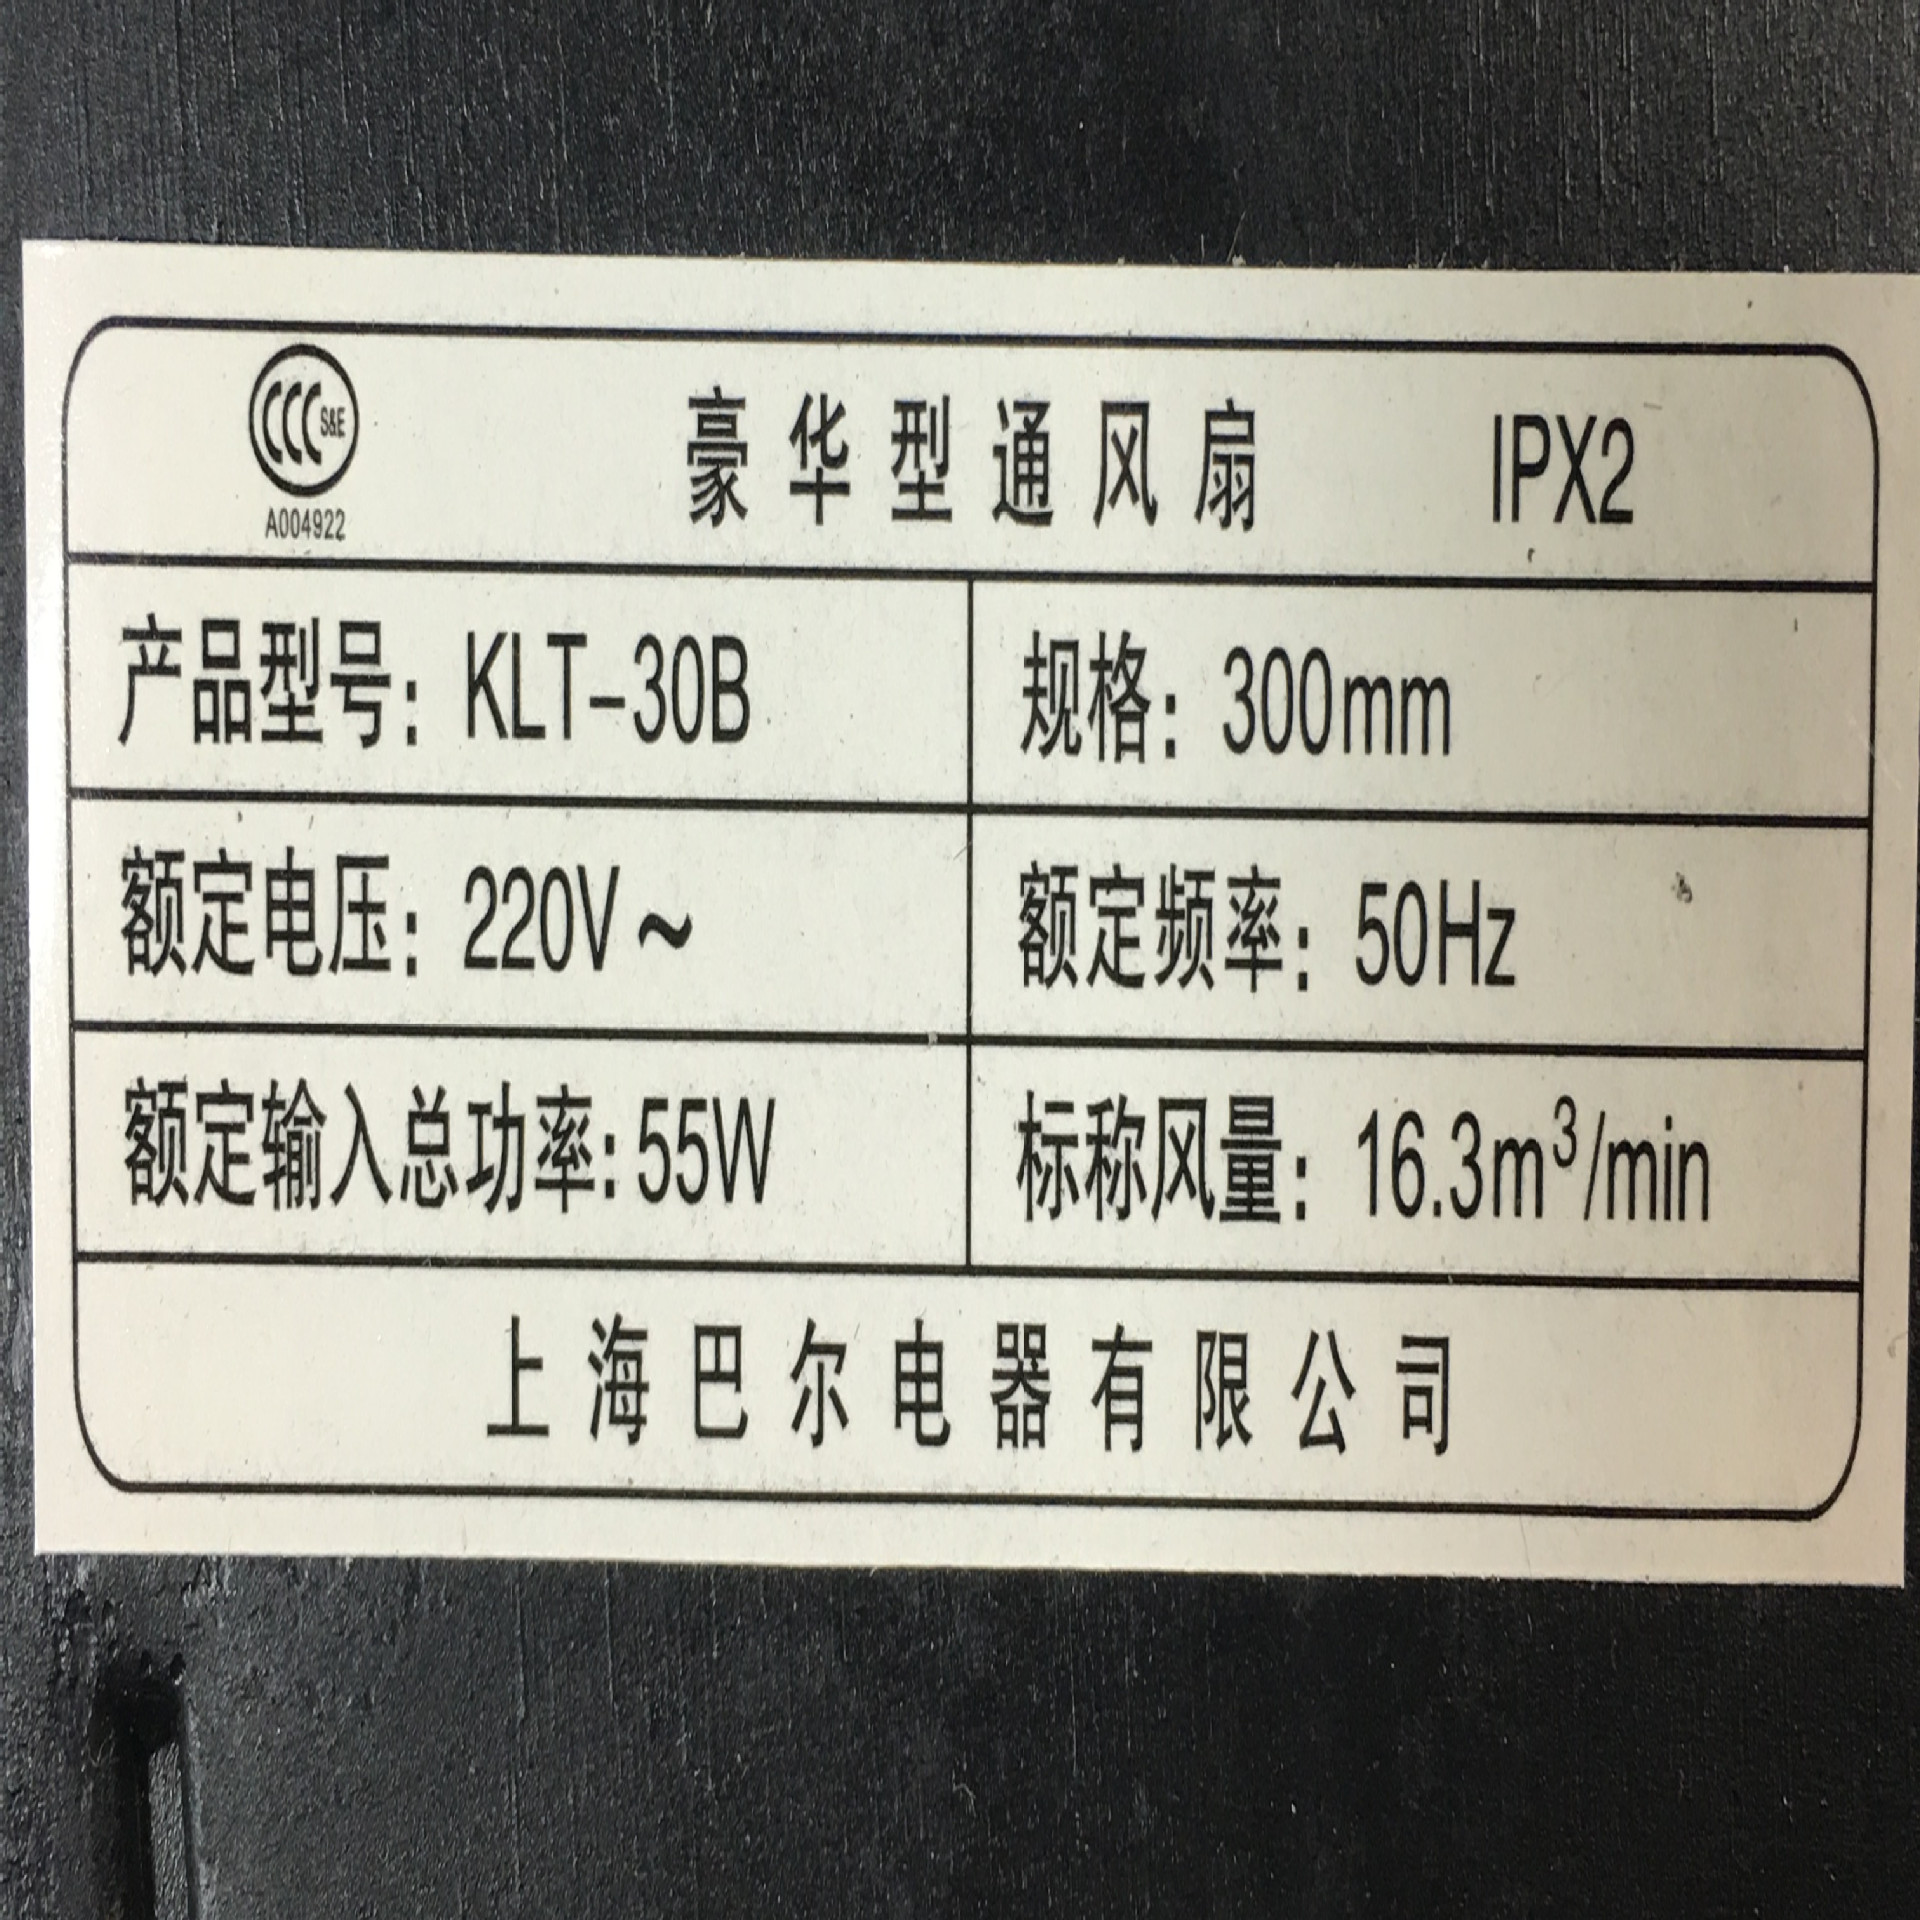 CCC S&E
A004922
豪华型通风扇 IPX2
产品型号: KLT-30B 规格: 300mm
额定电压: 220V~ 额定频率: 50Hz
额定输入总功率: 55W 标称风量: 16.3m³/min
上海巴尔电器有限公司